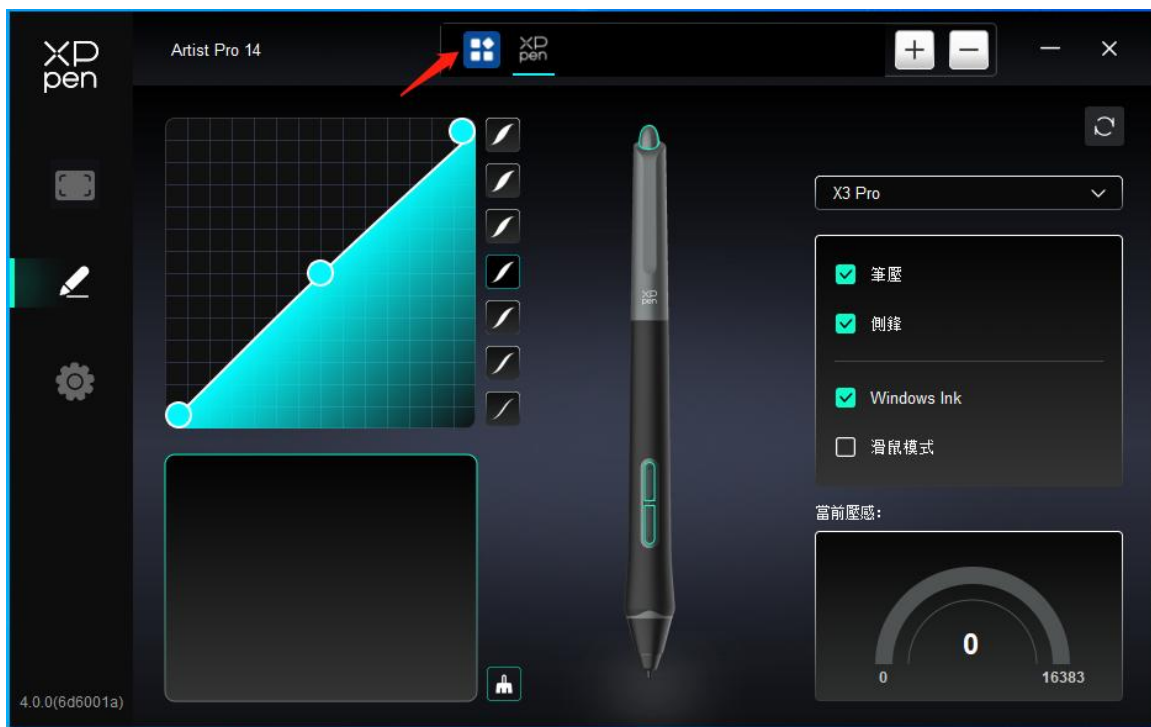 XP
pen
Artist Pro 14
XP
pen
X3 Pro
筆壓
側鋒
XP
pen
Windows Ink
滑鼠模式
當前壓感:
0
0
16383
4.0.0(6d6001a)